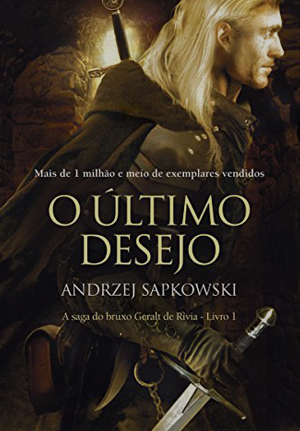 Mais de 1 milhão e meio de exemplares vendidos
O ÚLTIMO
DESEJO
ANDRZEJ SAPKOWSKI
A saga do bruxo Geralt de Rívia - Livro 1